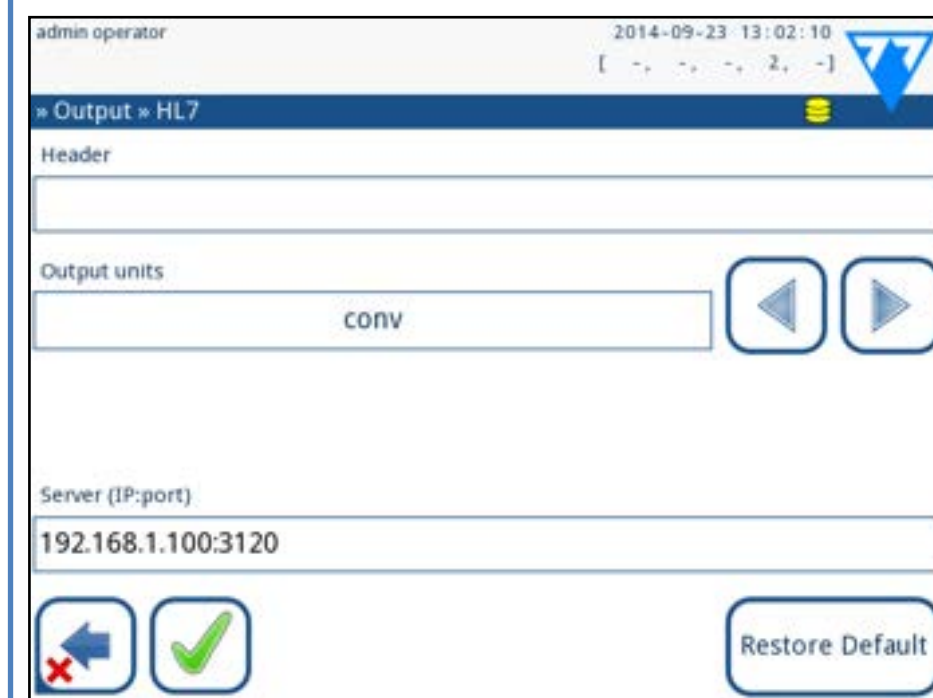 admin operator
2014-09-23 13:02:10
[ -, -, -, 2, -]
» Output » HL7
Header
Output units
conv
Server (IP:port)
192.168.1.100:3120
Restore Default